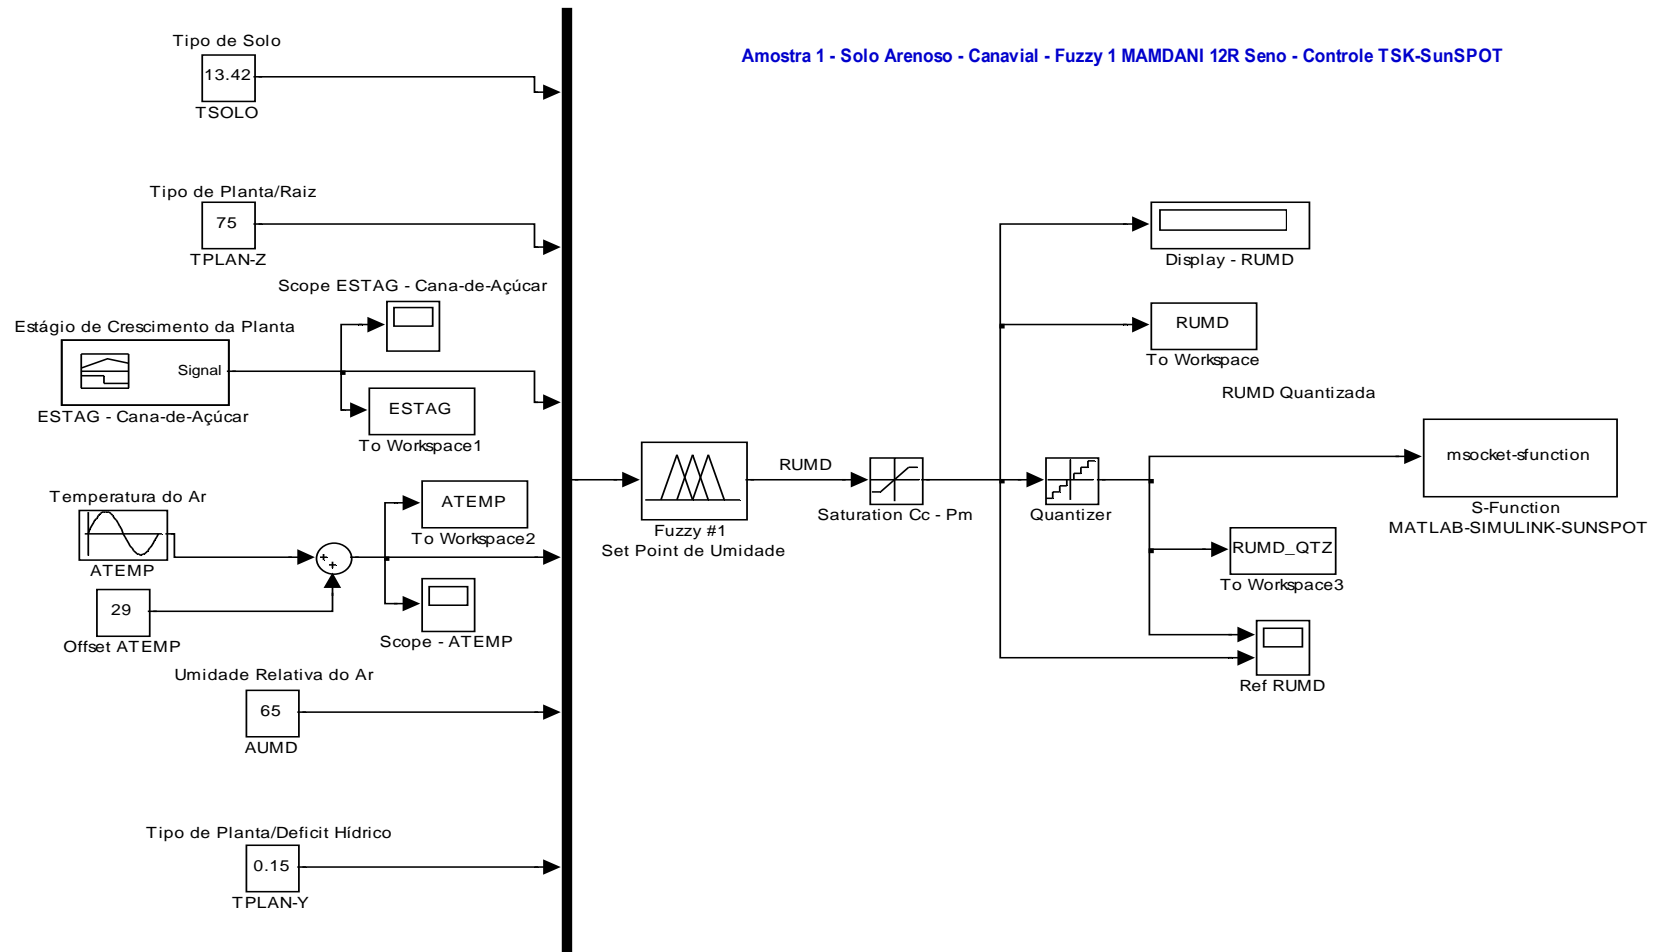 Amostra 1 - Solo Arenoso - Canavial - Fuzzy 1 MAMDANI 12R Seno - Controle TSK-SunSPOT
Tipo de Solo
13.42
TSOLO
Tipo de Planta/Raiz
75
TPLAN-Z
Scope ESTAG - Cana-de-Açúcar
Estágio de Crescimento da Planta
Signal
ESTAG - Cana-de-Açúcar
ESTAG
To Workspace1
Temperatura do Ar
ATEMP
ATEMP
To Workspace2
29
Offset ATEMP
Scope - ATEMP
Umidade Relativa do Ar
65
AUMD
Tipo de Planta/Deficit Hídrico
0.15
TPLAN-Y
Fuzzy #1
Set Point de Umidade
RUMD
Saturation Cc - Pm
Display - RUMD
RUMD
To Workspace
RUMD Quantizada
Quantizer
msocket-sfunction
S-Function
MATLAB-SIMULINK-SUNSPOT
RUMD_QTZ
To Workspace3
Ref RUMD